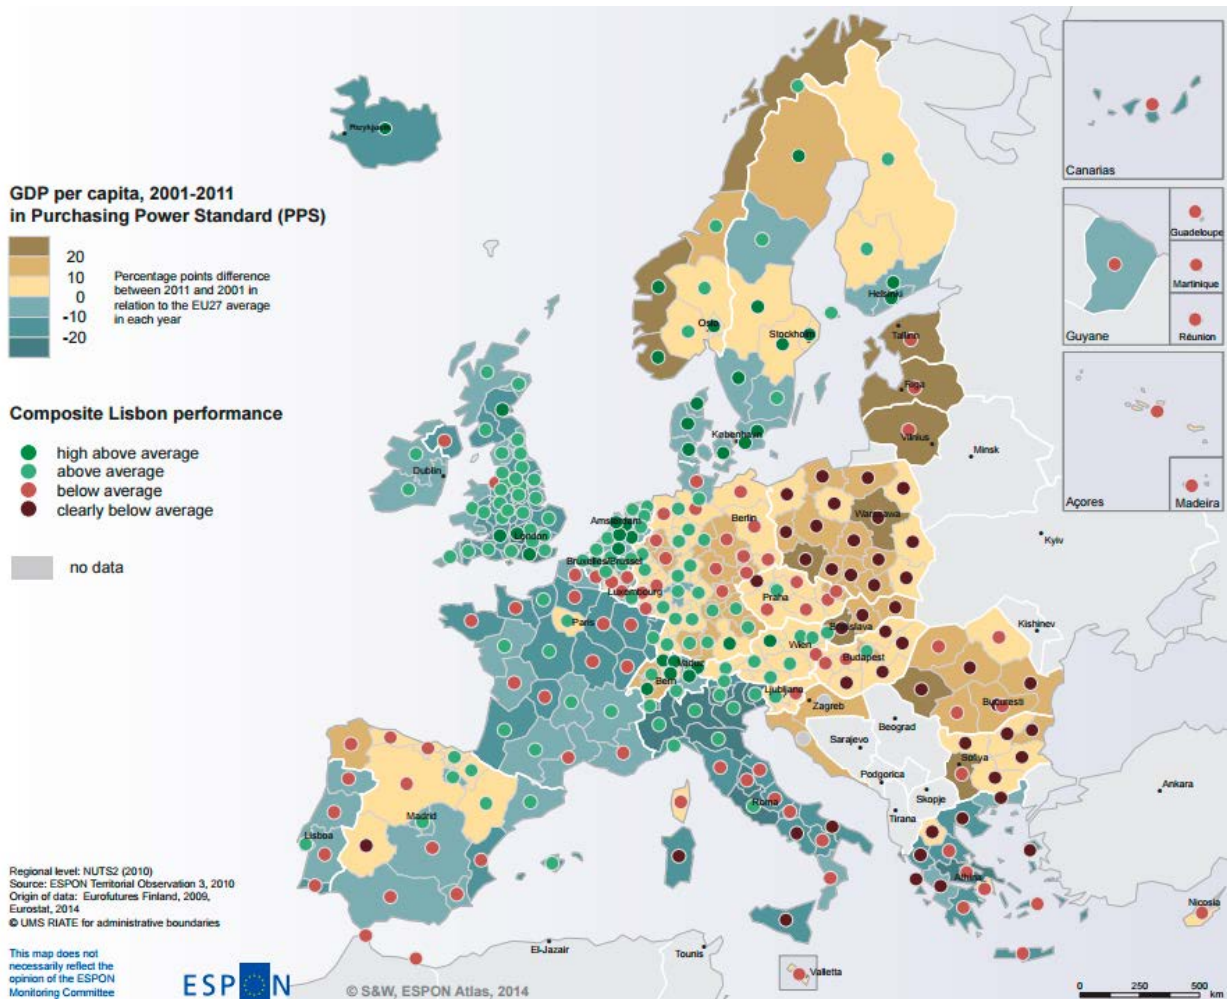 GDP per capita, 2001-2011
in Purchasing Power Standard (PPS)
20
10
0
-10
-20
Percentage points difference
between 2011 and 2001 in
relation to the EU27 average
in each year
Composite Lisbon performance
high above average
above average
below average
clearly below average
no data
Reykjavik
Oslo
Stockholm
Helsinki
Tallinn
Riga
Vilnius
Minsk
København
Dublin
London
Amsterdam
Berlin
Warszawa
Bruxelles/Brussel
Luxembourg
Praha
Kyiv
Paris
Bratislava
Wien
Budapest
Kishinev
Vaduz
Bern
Ljubljana
Zagreb
Bucuresti
Beograd
Sarajevo
Sofiya
Podgorica
Skopje
Tirana
Ankara
Roma
Madrid
Lisboa
Athina
Nicosia
El-Jazair
Tounis
Valletta
Canarias
Guadeloupe
Martinique
Réunion
Guyane
Açores
Madeira
Regional level: NUTS2 (2010)
Source: ESPON Territorial Observation 3, 2010
Origin of data: Eurofutures Finland, 2009,
Eurostat, 2014
© UMS RIATE for administrative boundaries
This map does not
necessarily reflect the
opinion of the ESPON
Monitoring Committee
ESPON
© S&W, ESPON Atlas, 2014
0 250 500
km